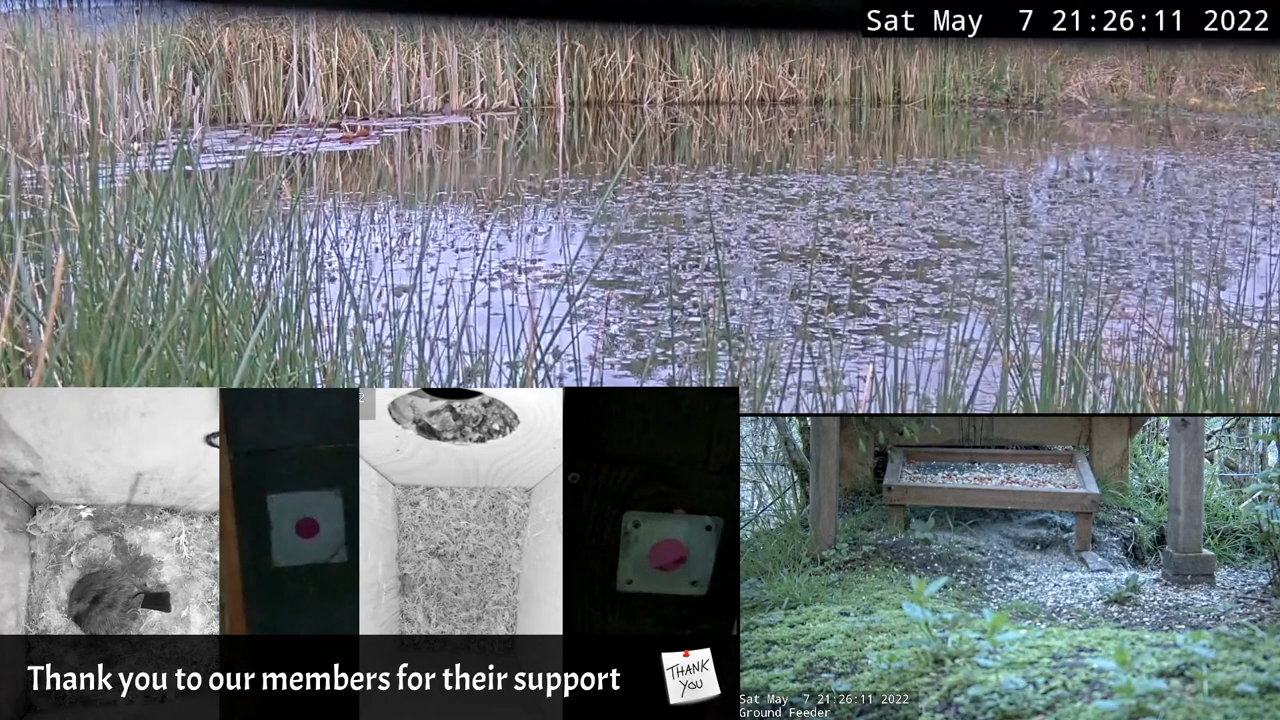 Sat May  7 21:26:11 2022
2
Thank you to our members for their support
THANK
YOU
Sat May  7 21:26:11 2022
Ground Feeder